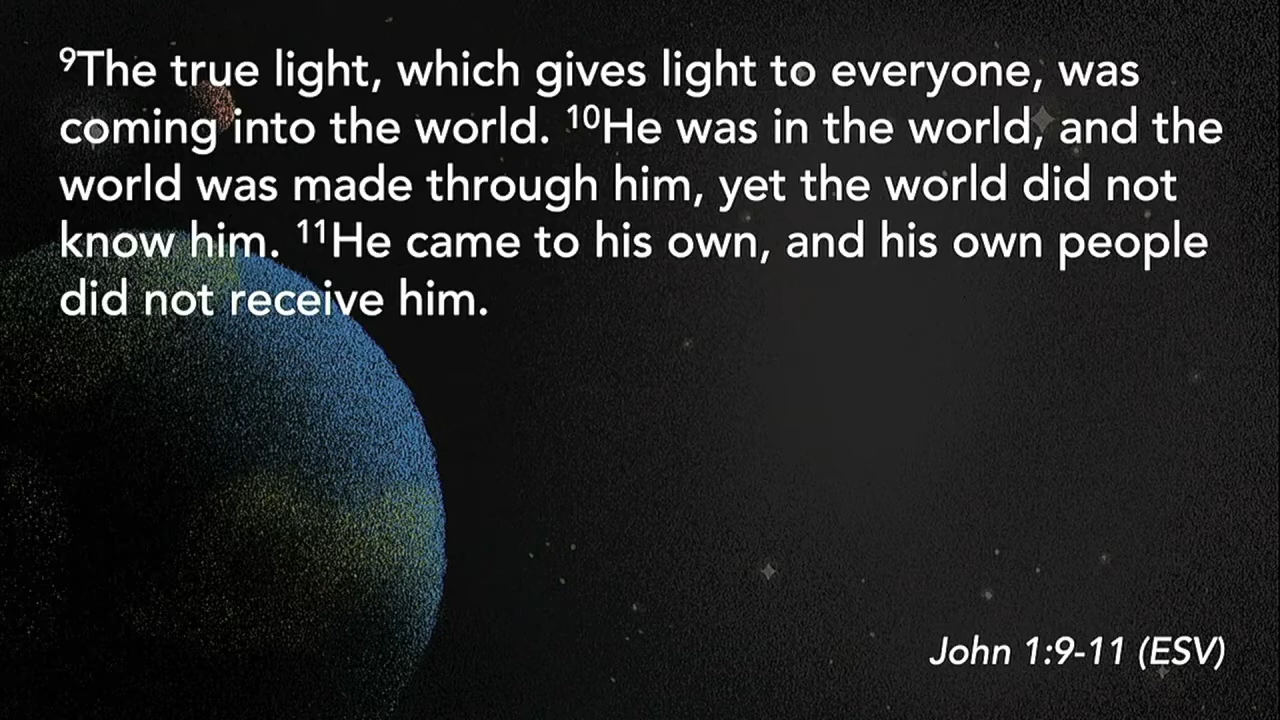 ⁹The true light, which gives light to everyone, was
coming into the world. ¹⁰He was in the world, and the
world was made through him, yet the world did not
know him. ¹¹He came to his own, and his own people
did not receive him.
John 1:9-11 (ESV)